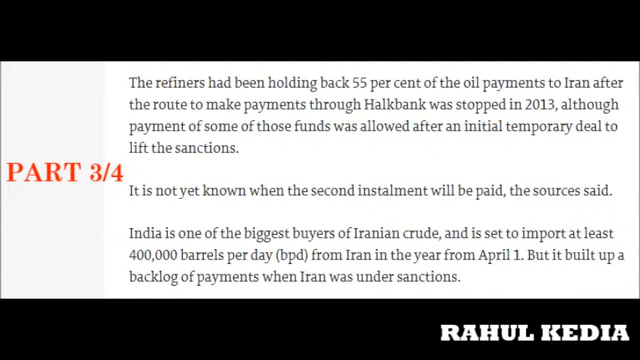 The refiners had been holding back 55 per cent of the oil payments to Iran after
the route to make payments through Halkbank was stopped in 2013, although
payment of some of those funds was allowed after an initial temporary deal to
lift the sanctions.
PART 3/4
It is not yet known when the second instalment will be paid, the sources said.
India is one of the biggest buyers of Iranian crude, and is set to import at least
400,000 barrels per day (bpd) from Iran in the year from April 1. But it built up a
backlog of payments when Iran was under sanctions.
RAHUL KEDIA